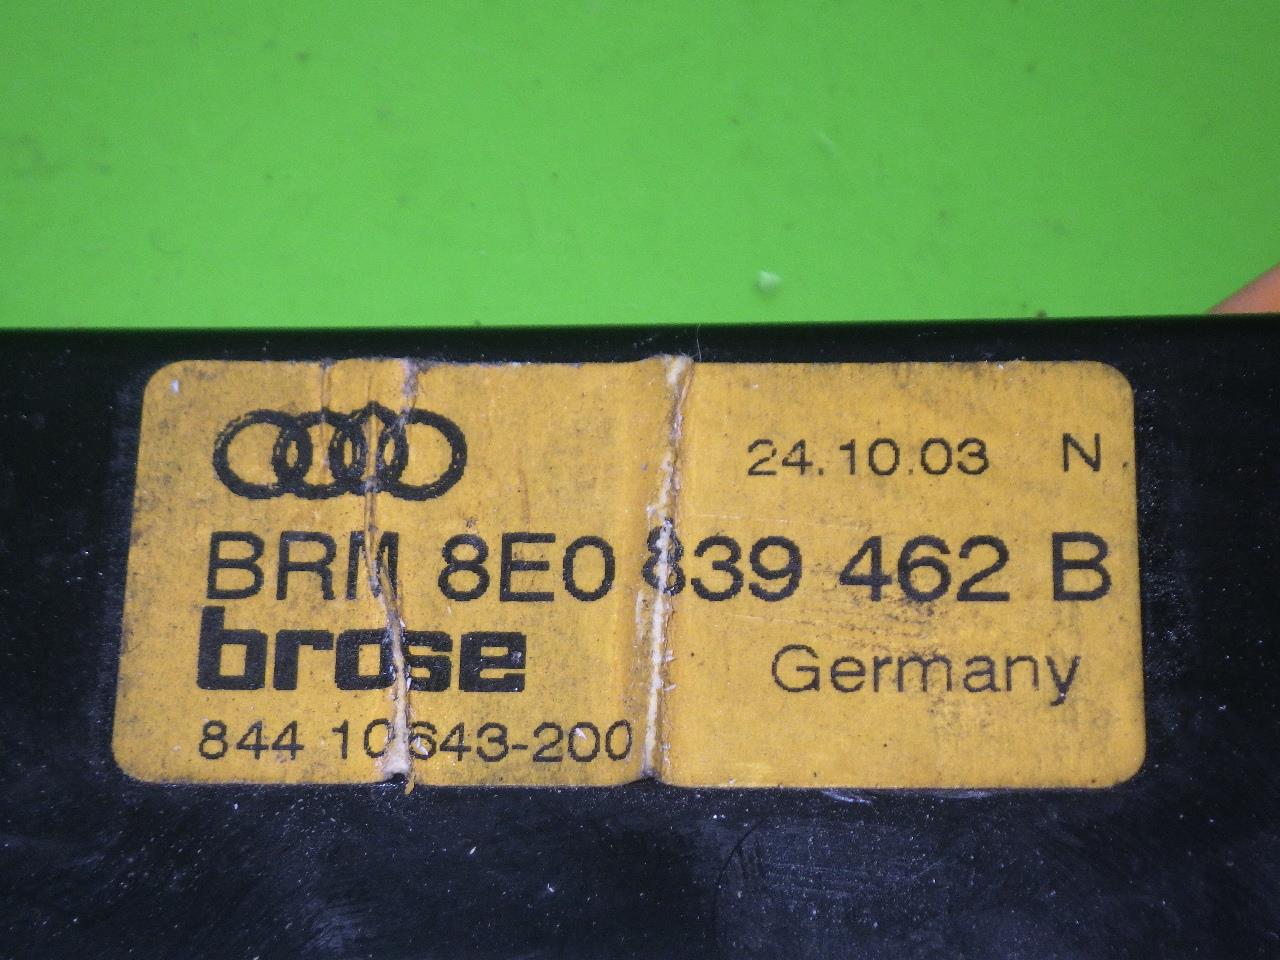 24.10.03 N
BRM 8E0 839 462 B
brose
Germany
844 10643-200